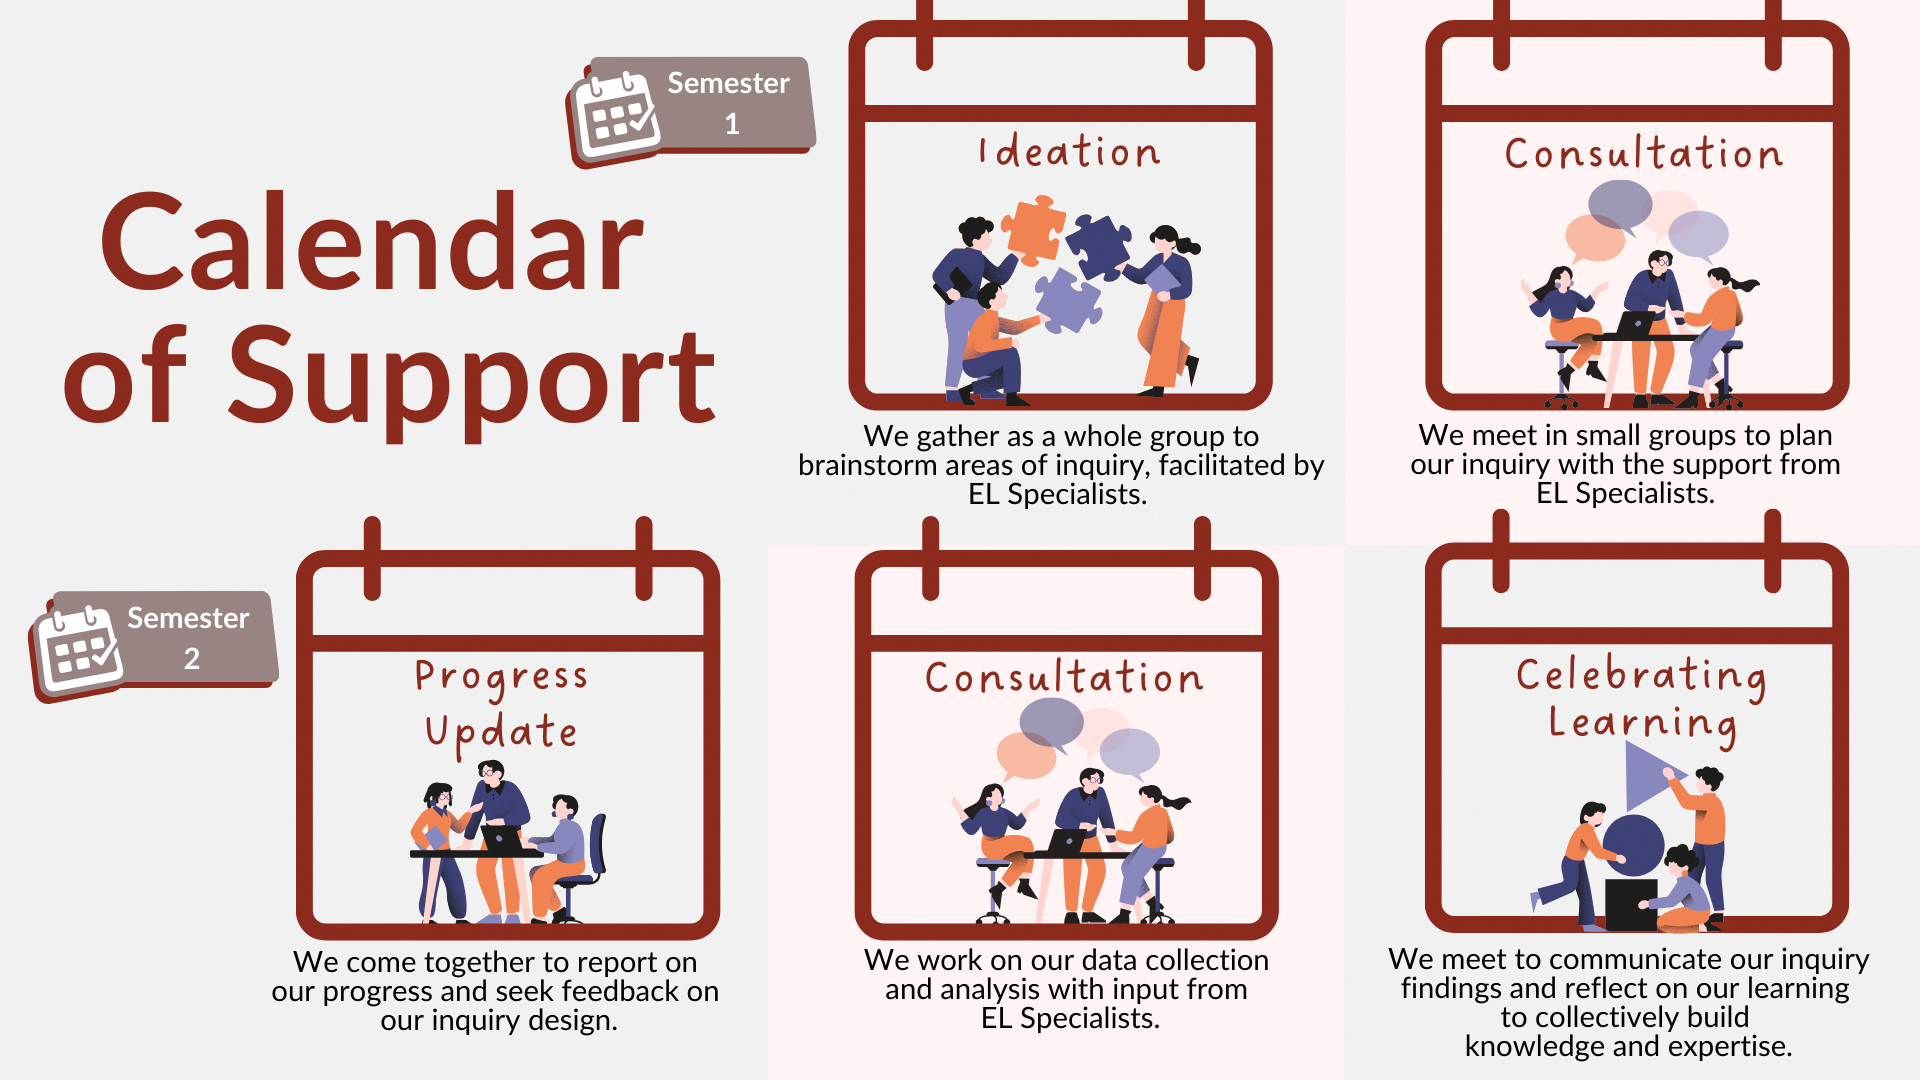 Calendar
of Support
Semester
1
Ideation
We gather as a whole group to
brainstorm areas of inquiry, facilitated by
EL Specialists.
Consultation
We meet in small groups to plan
our inquiry with the support from
EL Specialists.
Semester
2
Progress
Update
We come together to report on
our progress and seek feedback on
our inquiry design.
Consultation
We work on our data collection
and analysis with input from
EL Specialists.
Celebrating
Learning
We meet to communicate our inquiry
findings and reflect on our learning
to collectively build
knowledge and expertise.